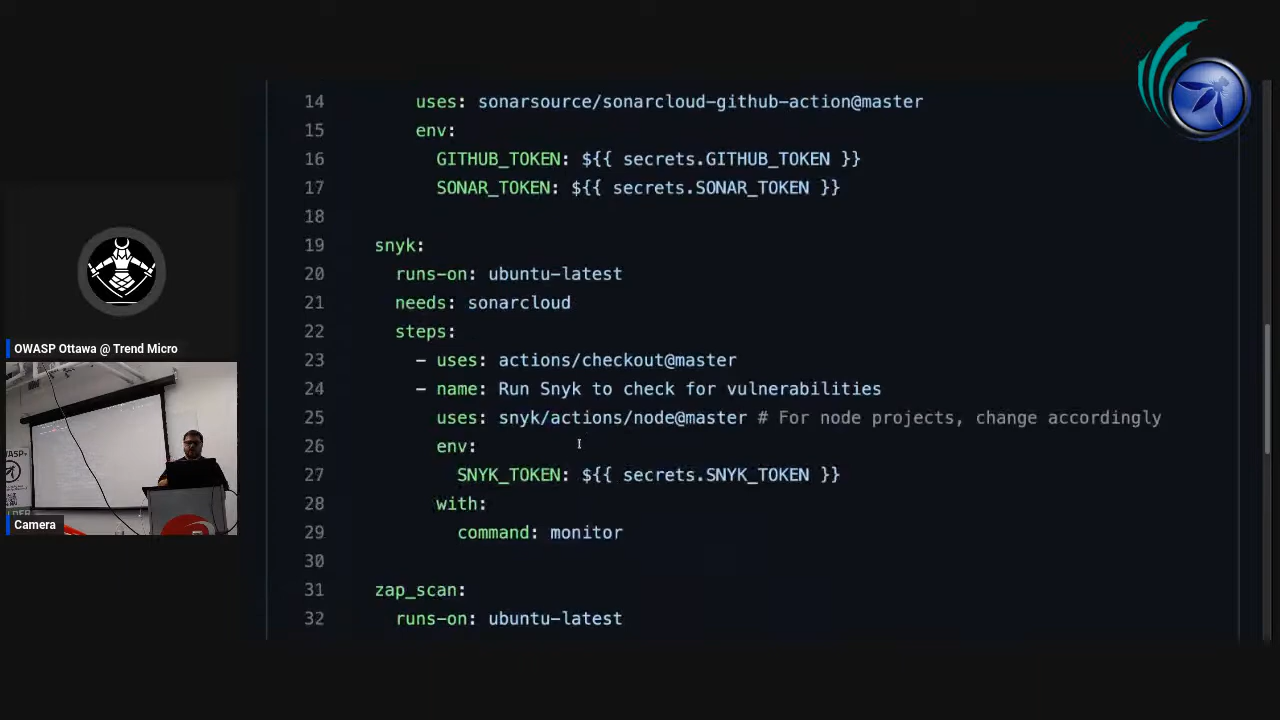 OWASP Ottawa @ Trend Micro
Camera
14 uses: sonarsource/sonarcloud-github-action@master
15 env:
16 GITHUB_TOKEN: ${{ secrets.GITHUB_TOKEN }}
17 SONAR_TOKEN: ${{ secrets.SONAR_TOKEN }}
18
19 snyk:
20 runs-on: ubuntu-latest
21 needs: sonarcloud
22 steps:
23 - uses: actions/checkout@master
24 - name: Run Snyk to check for vulnerabilities
25 uses: snyk/actions/node@master # For node projects, change accordingly
26 env:
27 SNYK_TOKEN: ${{ secrets.SNYK_TOKEN }}
28 with:
29 command: monitor
30
31 zap_scan:
32 runs-on: ubuntu-latest